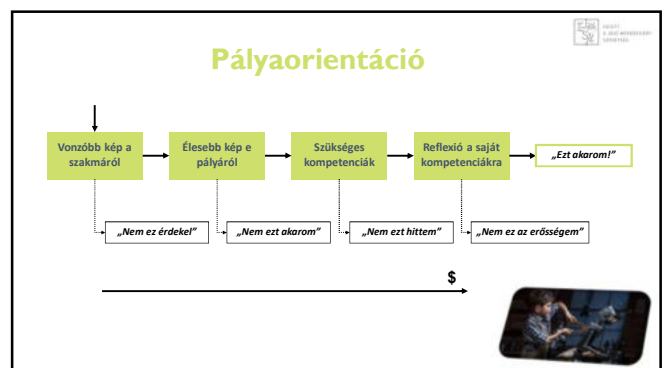 Pályaorientáció
Vonzóbb kép a
szakmáról
Élesebb kép e
pályáról
Szükséges
kompetenciák
Reflexió a saját
kompetenciákra
„Ezt akarom!”
„Nem ez érdekel”
„Nem ezt akarom”
„Nem ezt hittem”
„Nem ez az erősségem”
$